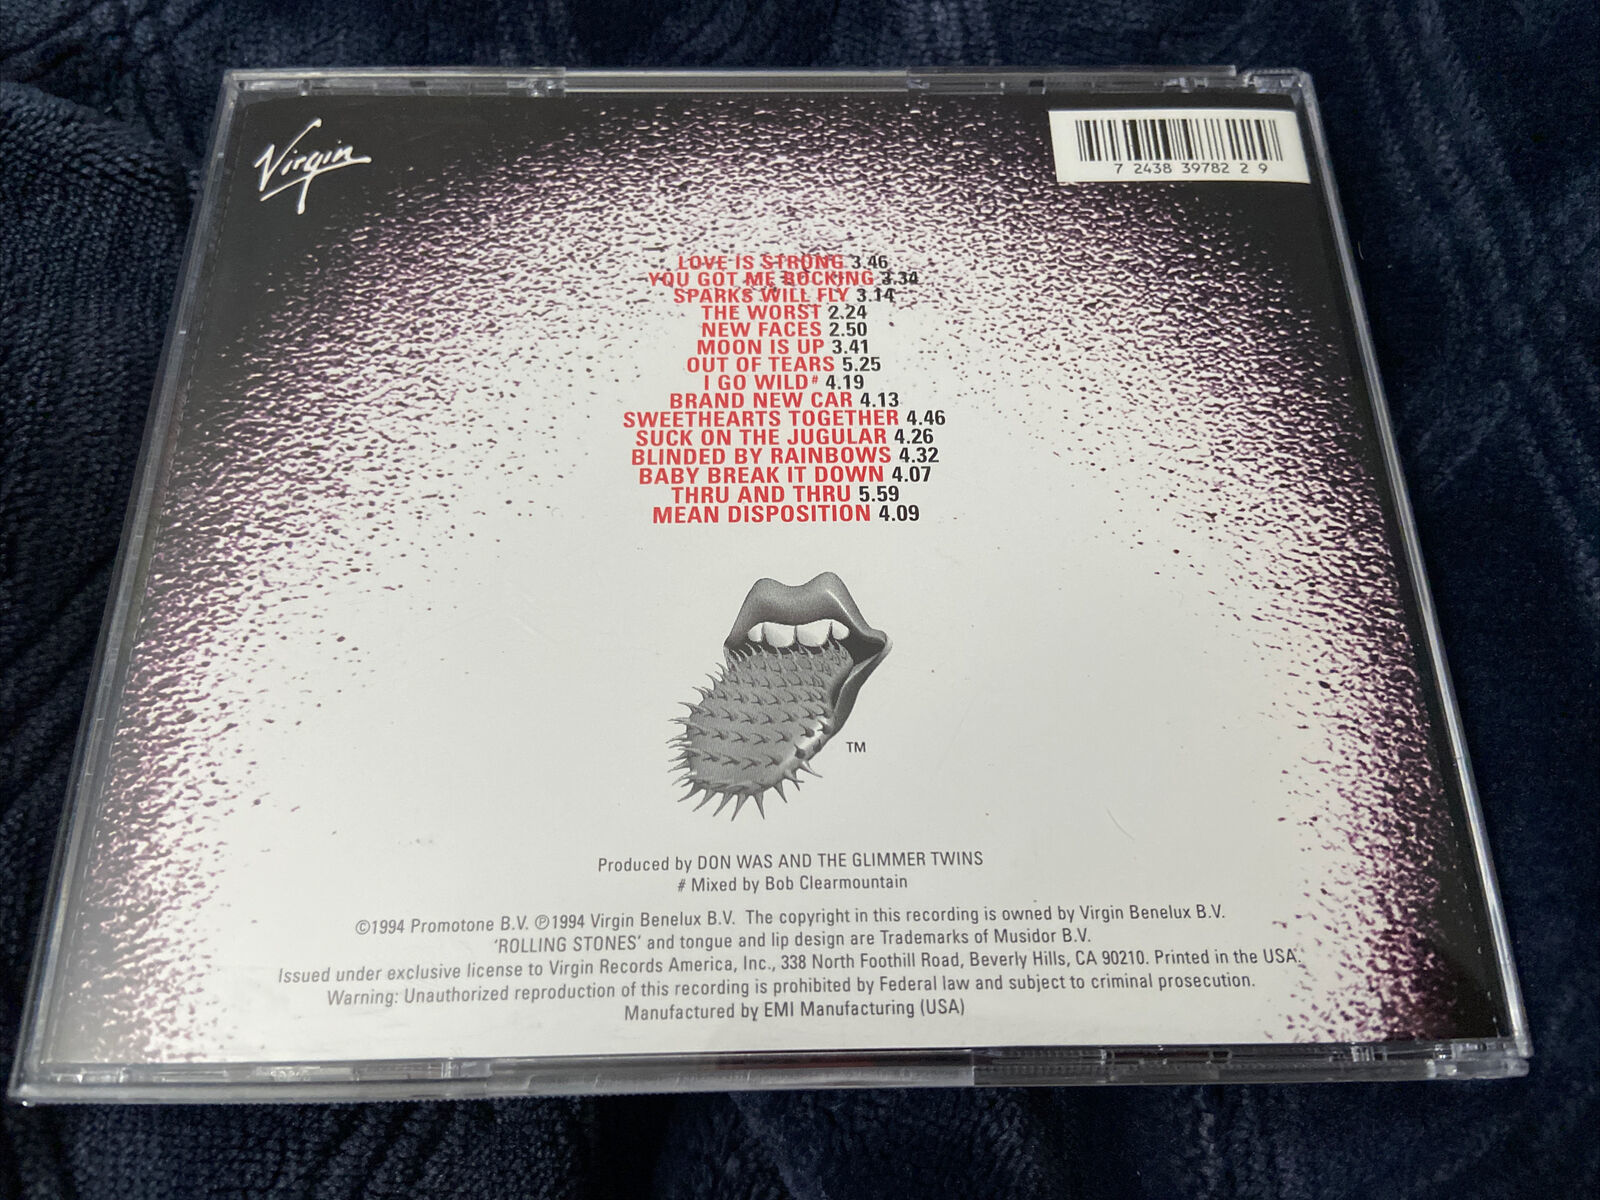 Virgin
7 24383 97822 9
LOVE IS STRONG 3.46
YOU GOT ME ROCKING 3.34
SPARKS WILL FLY 3.14
THE WORST 2.24
NEW FACES 2.50
MOON IS UP 3.41
OUT OF TEARS 5.25
I GO WILD# 4.19
BRAND NEW CAR 4.13
SWEETHEARTS TOGETHER 4.46
SUCK ON THE JUGULAR 4.26
BLINDED BY RAINBOWS 4.32
BABY BREAK IT DOWN 4.07
THRU AND THRU 5.59
MEAN DISPOSITION 4.09
TM
Produced by DON WAS AND THE GLIMMER TWINS
# Mixed by Bob Clearmountain
©1994 Promotone B.V. ℗1994 Virgin Benelux B.V. The copyright in this recording is owned by Virgin Benelux B.V.
'ROLLING STONES' and tongue and lip design are Trademarks of Musidor B.V.
Issued under exclusive license to Virgin Records America, Inc., 338 North Foothill Road, Beverly Hills, CA 90210. Printed in the USA.
Warning: Unauthorized reproduction of this recording is prohibited by Federal law and subject to criminal prosecution.
Manufactured by EMI Manufacturing (USA)